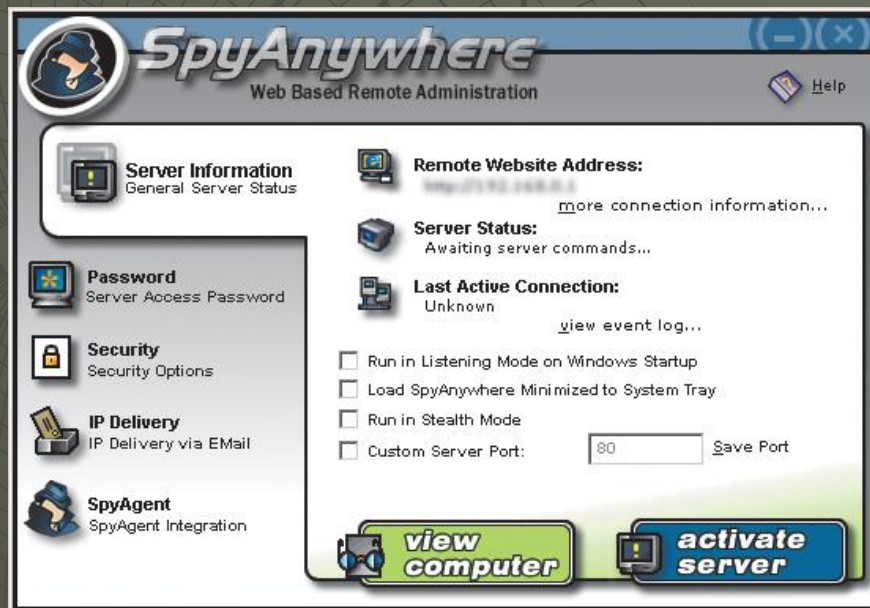 SpyAnywhere
Web Based Remote Administration
Help
Server Information
General Server Status
Password
Server Access Password
Security
Security Options
IP Delivery
IP Delivery via EMail
SpyAgent
SpyAgent Integration
Remote Website Address:
more connection information...
Server Status:
Awaiting server commands...
Last Active Connection:
Unknown
view event log...
Run in Listening Mode on Windows Startup
Load SpyAnywhere Minimized to System Tray
Run in Stealth Mode
Custom Server Port: 80 Save Port
view
computer
activate
server